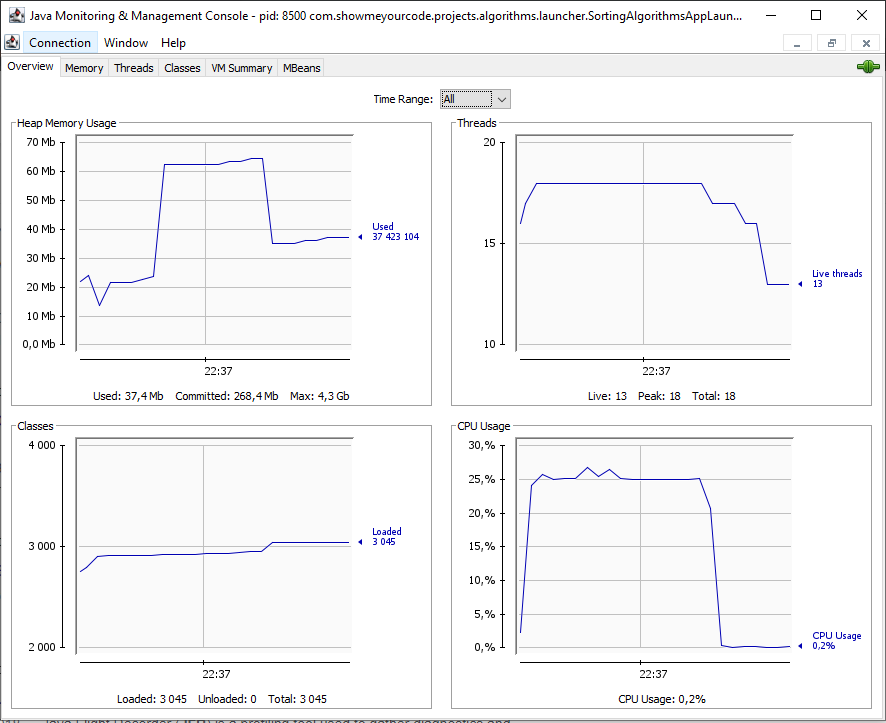 Java Monitoring & Management Console - pid: 8500 com.showmeyourcode.projects.algorithms.launcher.SortingAlgorithmsAppLaun...
Connection Window Help
Overview Memory Threads Classes VM Summary MBeans
Time Range: All
Heap Memory Usage
70 Mb
60 Mb
50 Mb
40 Mb
30 Mb
20 Mb
10 Mb
0,0 Mb
Used
37 423 104
22:37
Used: 37,4 Mb Committed: 268,4 Mb Max: 4,3 Gb
Threads
20
15
10
Live threads
13
22:37
Live: 13 Peak: 18 Total: 18
Classes
4 000
3 000
2 000
Loaded
3 045
22:37
Loaded: 3 045 Unloaded: 0 Total: 3 045
CPU Usage
30,%
25,%
20,%
15,%
10,%
5,%
0,%
CPU Usage
0,2%
22:37
CPU Usage: 0,2%